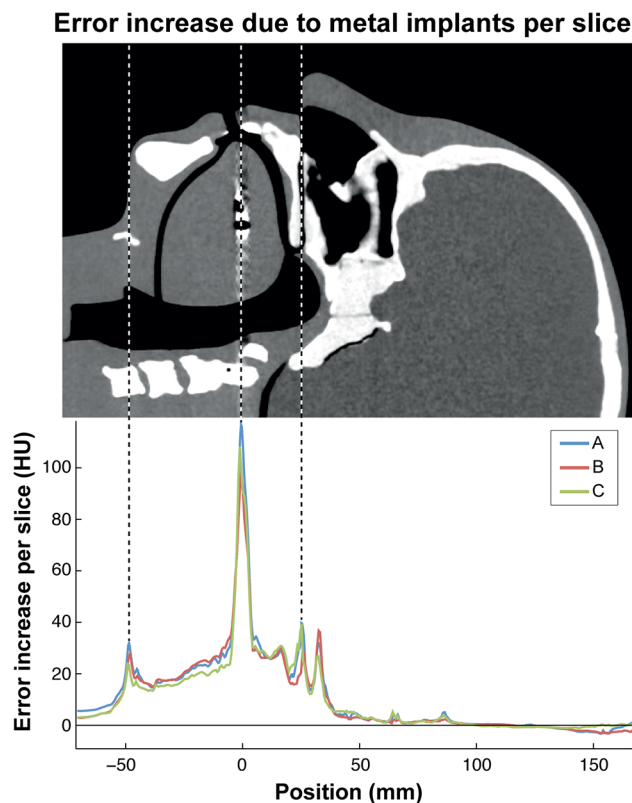 Error increase due to metal implants per slice
Error increase per slice (HU)
100
80
60
40
20
0
A
B
C
–50
0
50
100
150
Position (mm)